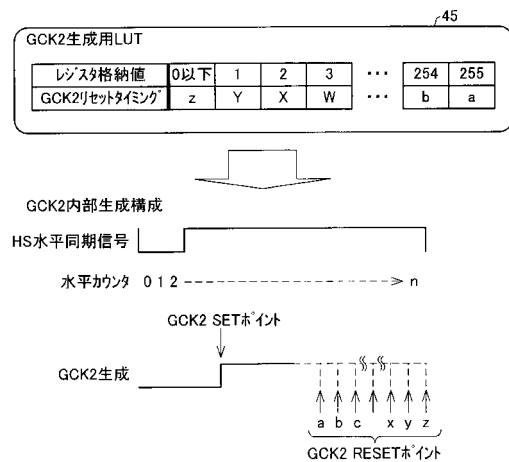 45
GCK2生成用LUT
レジスタ格納値 0以下 1 2 3 ··· 254 255
GCK2リセットタイミング z Y X W ··· b a
GCK2内部生成構成
HS水平同期信号
水平カウンタ 0 1 2 n
GCK2 SETポイント
GCK2生成
a b c x y z
GCK2 RESETポイント